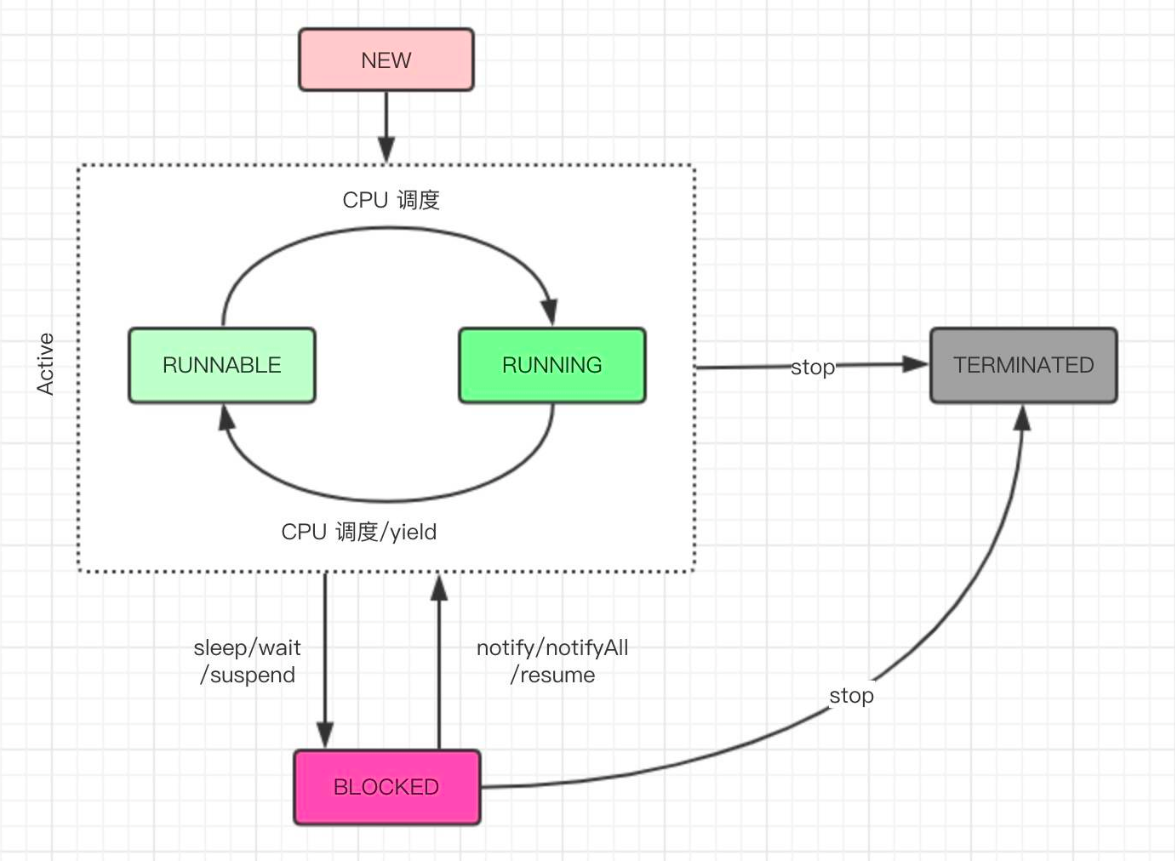 NEW
CPU 调度
Active
RUNNABLE
RUNNING
stop
TERMINATED
CPU 调度/yield
sleep/wait
/suspend
notify/notifyAll
/resume
stop
BLOCKED